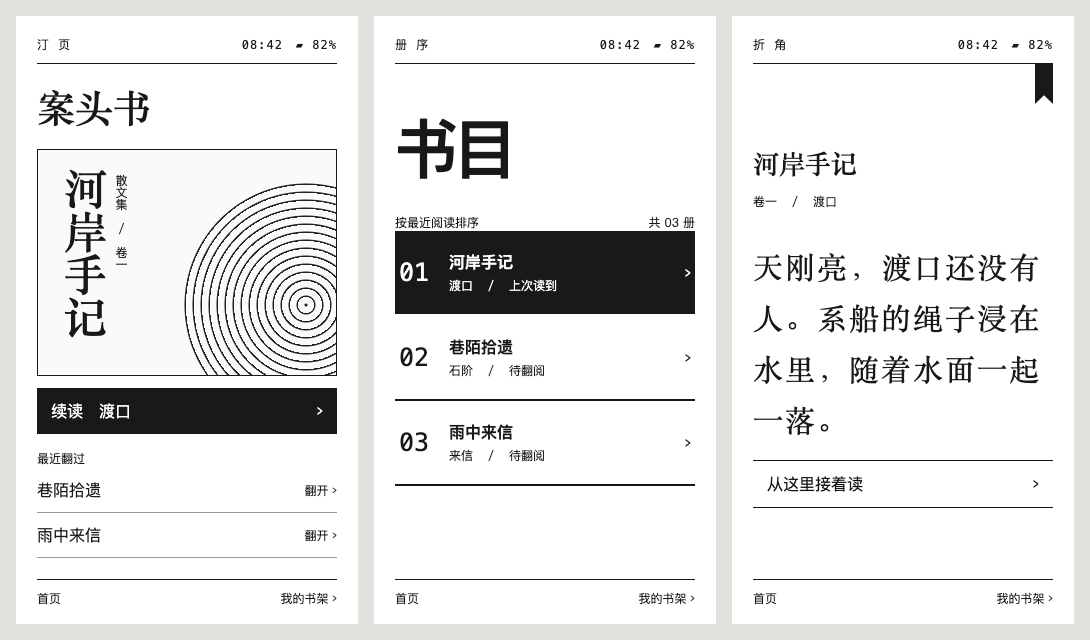 汀 页
08:42 ▰ 82%
案头书
河岸手记
散文集 / 卷一
续读 渡口 >
最近翻过
巷陌拾遗 翻开 >
雨中来信 翻开 >
首页 我的书架 >
册 序
08:42 ▰ 82%
书目
按最近阅读排序 共 03 册
01 河岸手记 >
渡口 / 上次读到
02 巷陌拾遗 >
石阶 / 待翻阅
03 雨中来信 >
来信 / 待翻阅
首页 我的书架 >
折 角
08:42 ▰ 82%
河岸手记
卷一 / 渡口
天刚亮，渡口还没有
人。系船的绳子浸在
水里，随着水面一起
一落。
从这里接着读 >
首页 我的书架 >